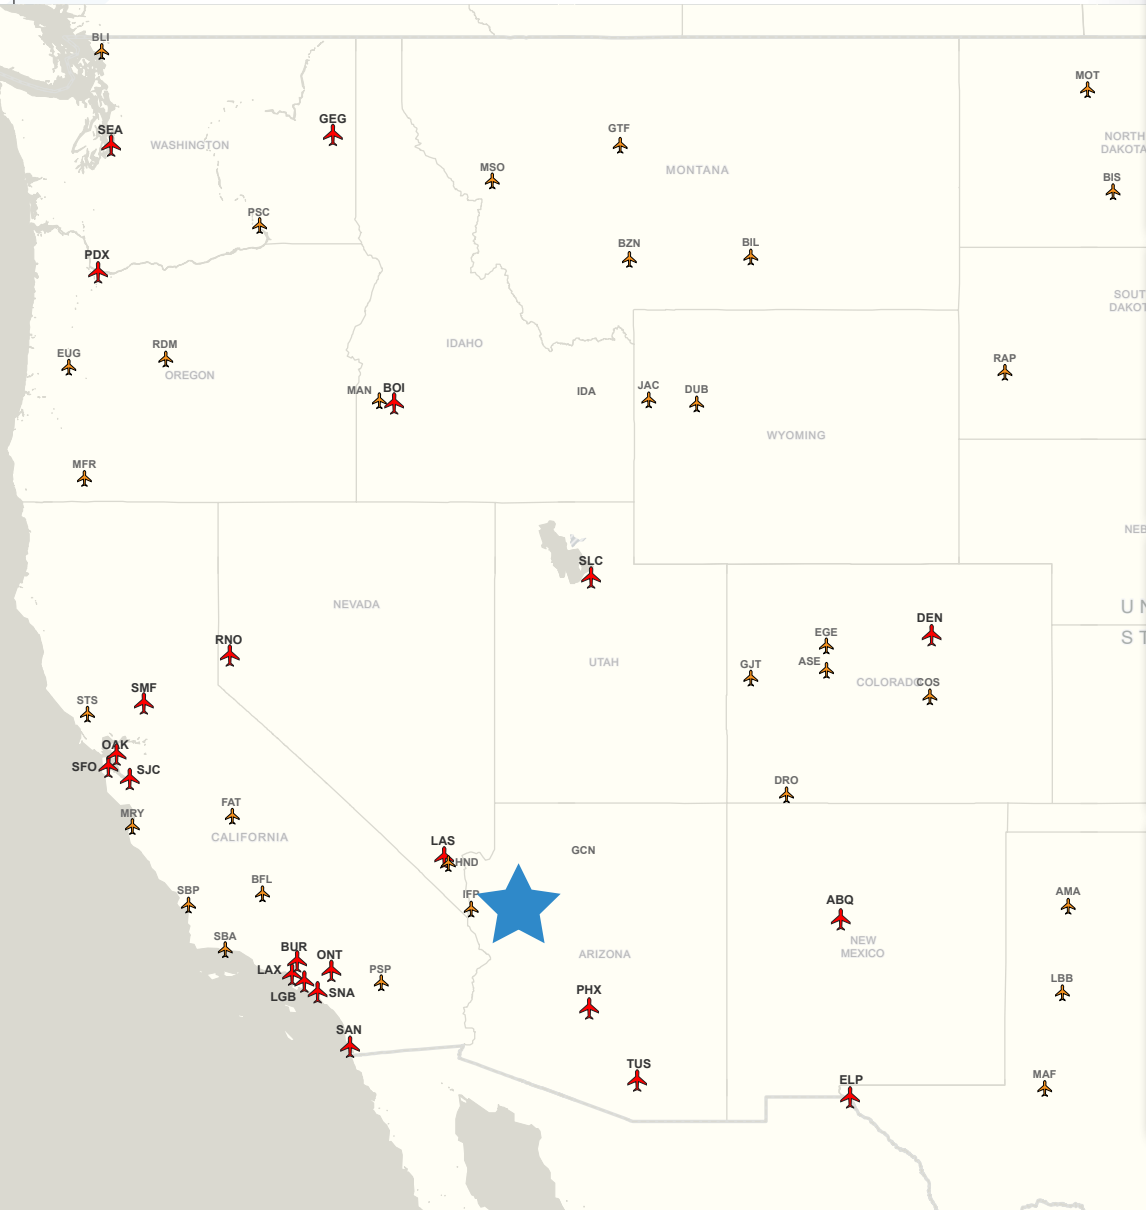 BLI
MOT
SEA
GEG
GTF
WASHINGTON
NORTH
DAKOTA
MSO
MONTANA
BIS
PSC
PDX
BZN
BIL
SOUT
DAKOT
EUG
RDM
IDAHO
RAP
OREGON
MAN
BOI
IDA
JAC
DUB
WYOMING
MFR
NEB
SLC
NEVADA
UN
ST
RNO
EGE
DEN
UTAH
GJT
ASE
COLORADO
COS
SMF
STS
OAK
SFO
SJC
DRO
MRY
FAT
CALIFORNIA
LAS
HND
GCN
BFL
SBP
IFP
AMA
ABQ
SBA
NEW
MEXICO
BUR
ONT
ARIZONA
LAX
PSP
LBB
LGB
SNA
PHX
SAN
TUS
ELP
MAF